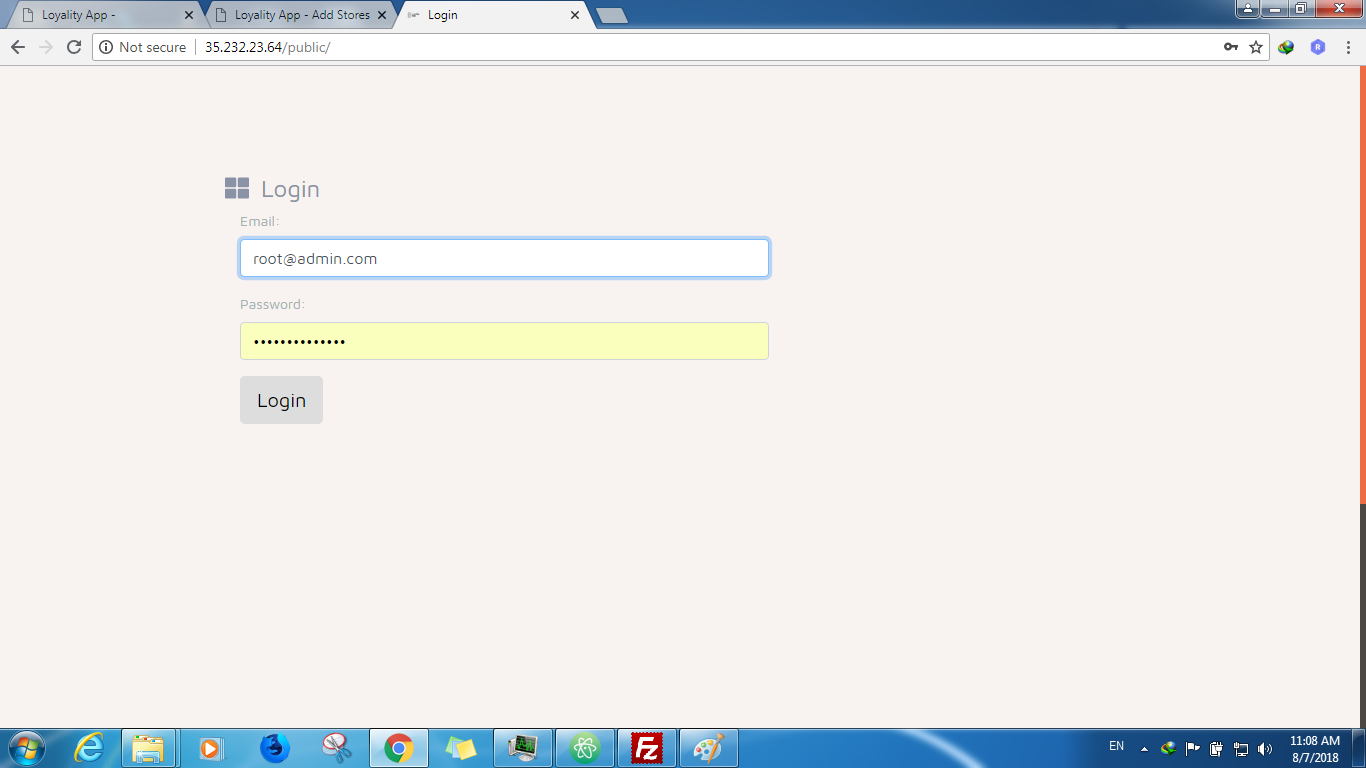 Loyality App -
Loyality App - Add Stores
Login
Not secure
35.232.23.64/public/
R
Login
Email:
root@admin.com
Password:
••••••••••••••
Login
Fz
EN
11:08 AM
8/7/2018